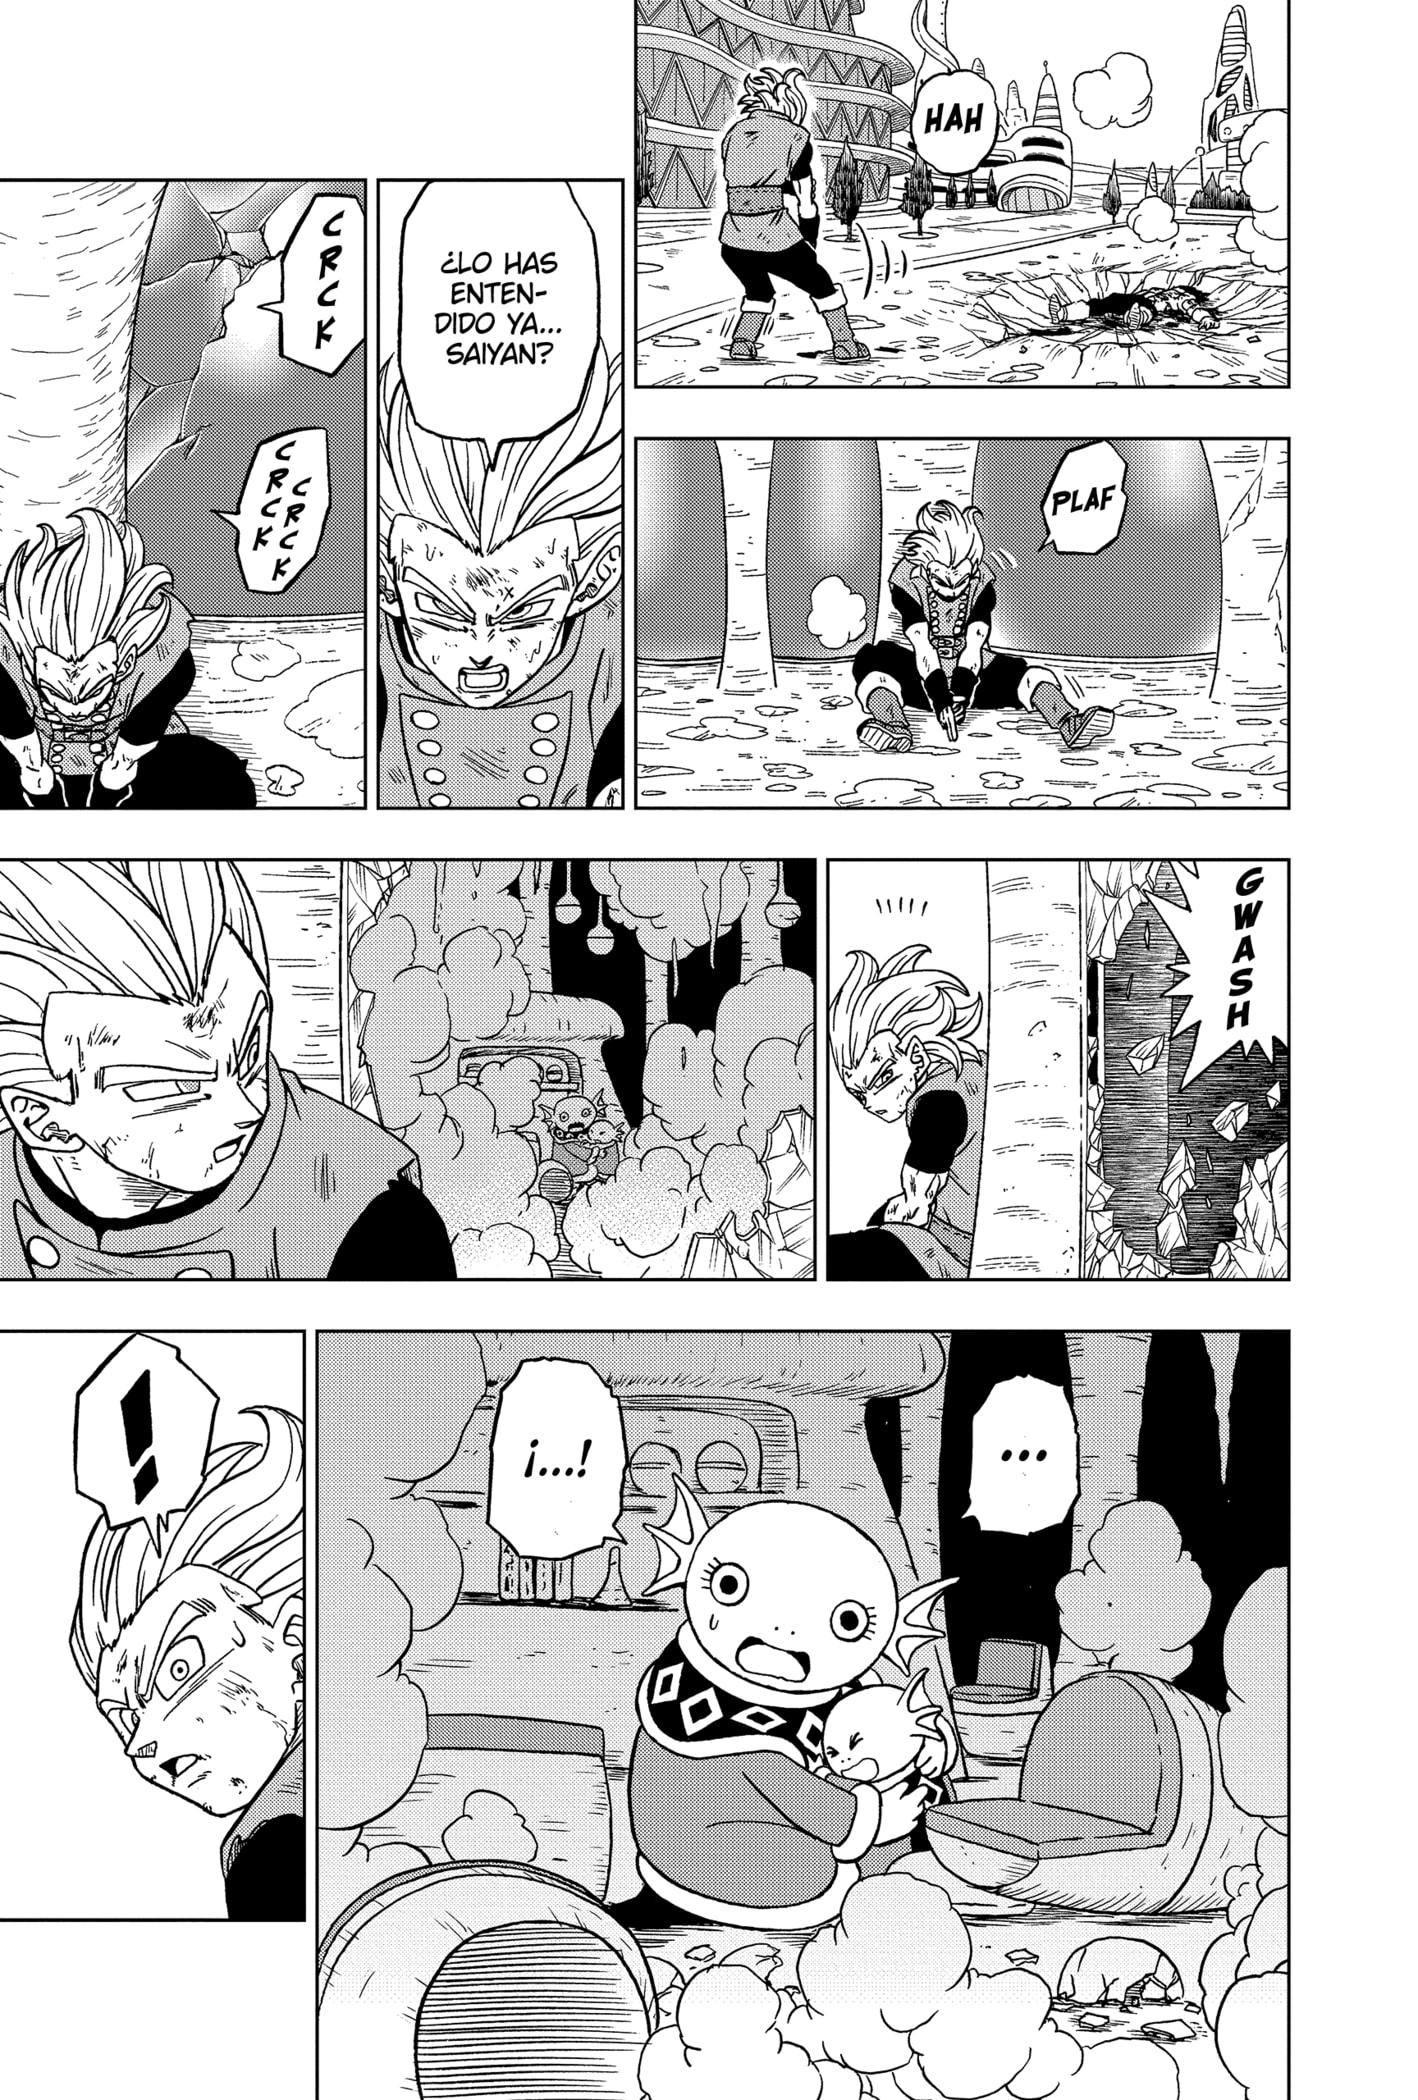 HAH
PLAF
¿LO HAS
ENTEN-
DIDO YA...
SAIYAN?
CRCK
CRCK
CRCK
GWASH
...
¡...!
!